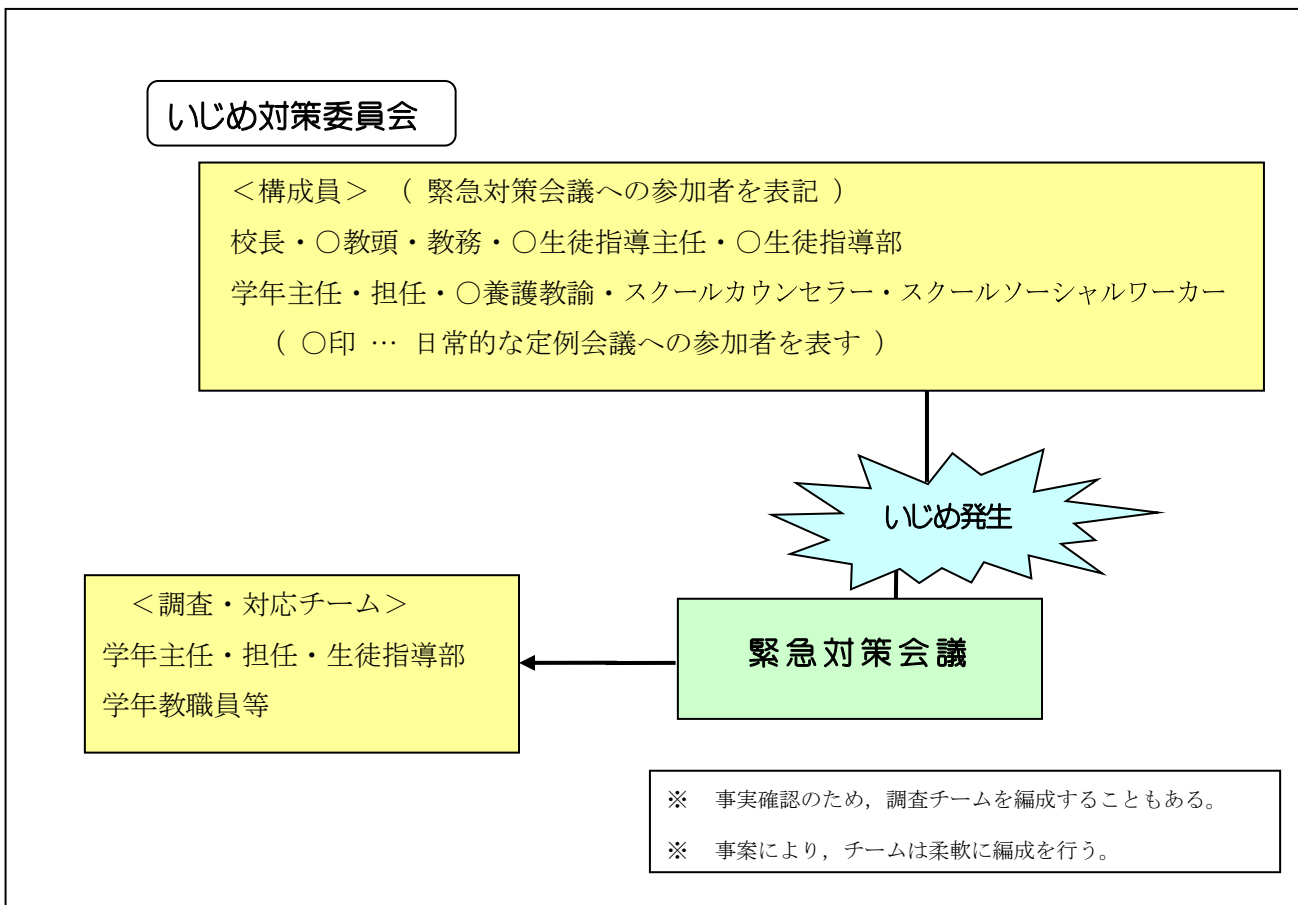 いじめ対策委員会
＜構成員＞ （ 緊急対策会議への参加者を表記 ）
校長・○教頭・教務・○生徒指導主任・○生徒指導部
学年主任・担任・○養護教諭・スクールカウンセラー・スクールソーシャルワーカー
（ ○印 … 日常的な定例会議への参加者を表す ）
いじめ発生
＜調査・対応チーム＞
学年主任・担任・生徒指導部
学年教職員等
緊急対策会議
※ 事実確認のため，調査チームを編成することもある。
※ 事案により，チームは柔軟に編成を行う。